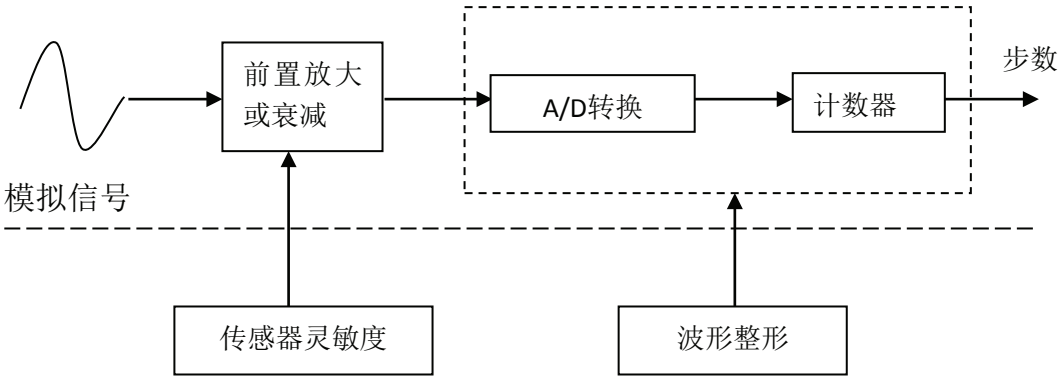 步数
前置放大
或衰减
A/D转换
计数器
模拟信号
传感器灵敏度
波形整形